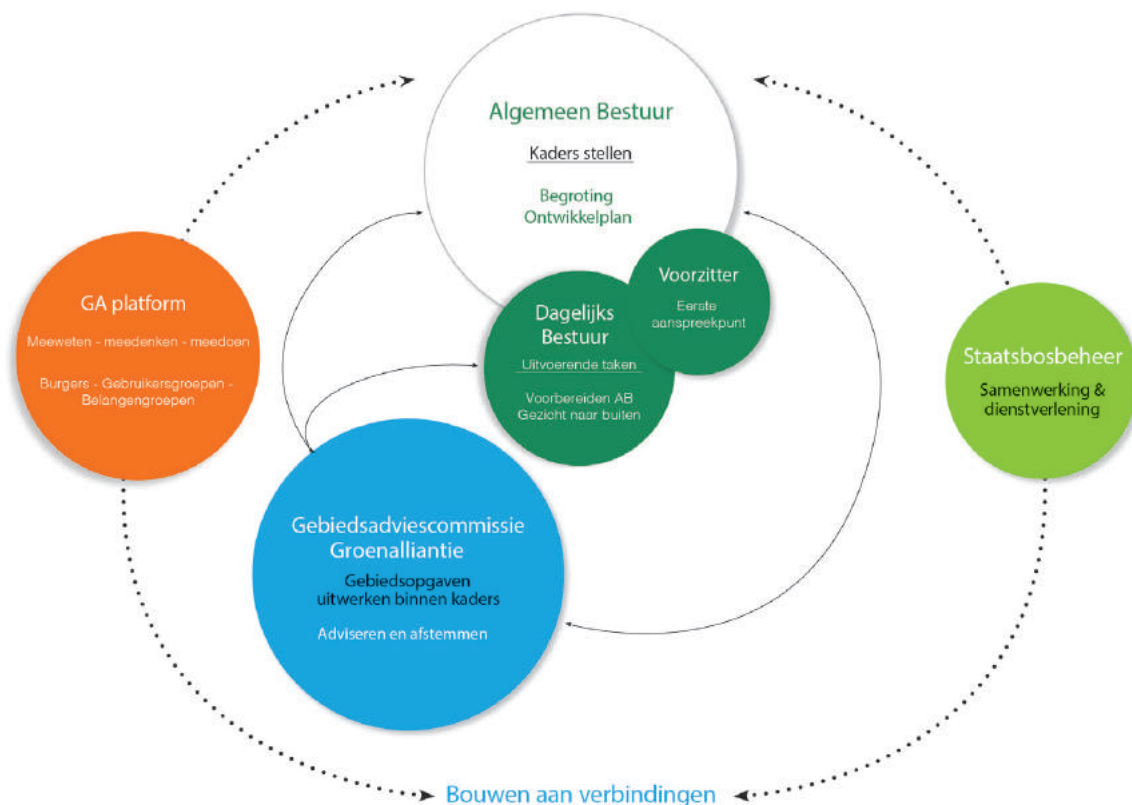 Algemeen Bestuur
Kaders stellen
Begroting
Ontwikkelplan
Voorzitter
Eerste
aanspreekpunt
Dagelijks
Bestuur
Uitvoerende taken
Voorbereiden AB
Gezicht naar buiten
GA platform
Meeweten - meedenken - meedoen
Burgers - Gebruikersgroepen -
Belangengroepen
Staatsbosbeheer
Samenwerking &
dienstverlening
Gebiedsadviescommissie
Groenalliantie
Gebiedsopgaven
uitwerken binnen kaders
Adviseren en afstemmen
Bouwen aan verbindingen